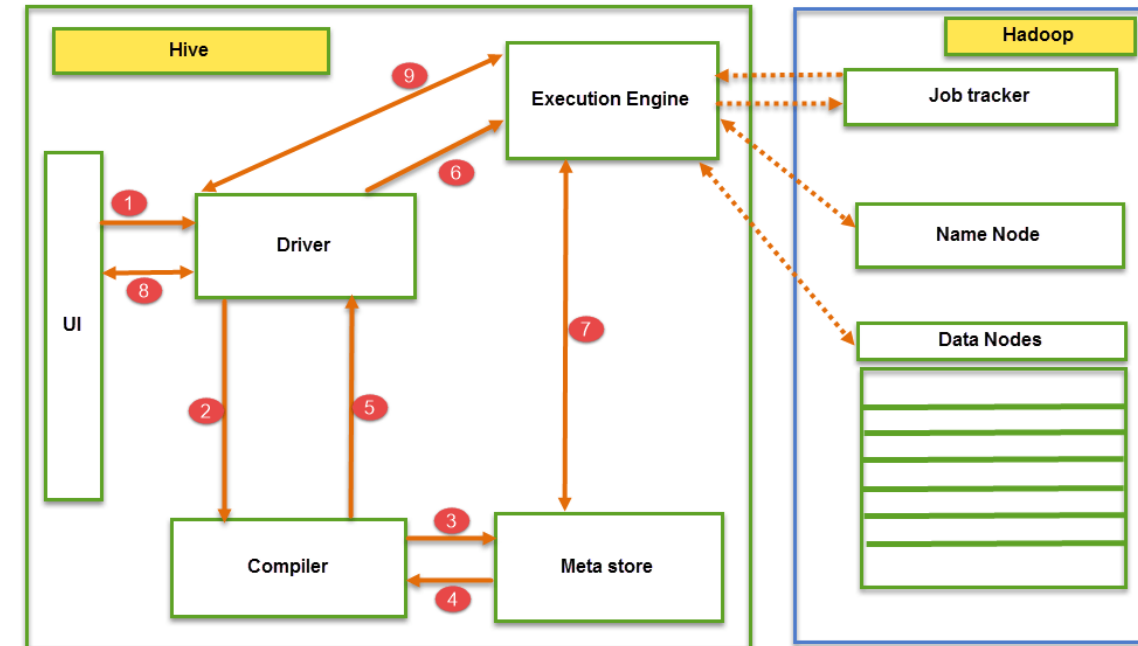 Hive
Hadoop
9
Execution Engine
Job tracker
6
1
Driver
Name Node
8
UI
7
Data Nodes
2
5
3
Compiler
Meta store
4